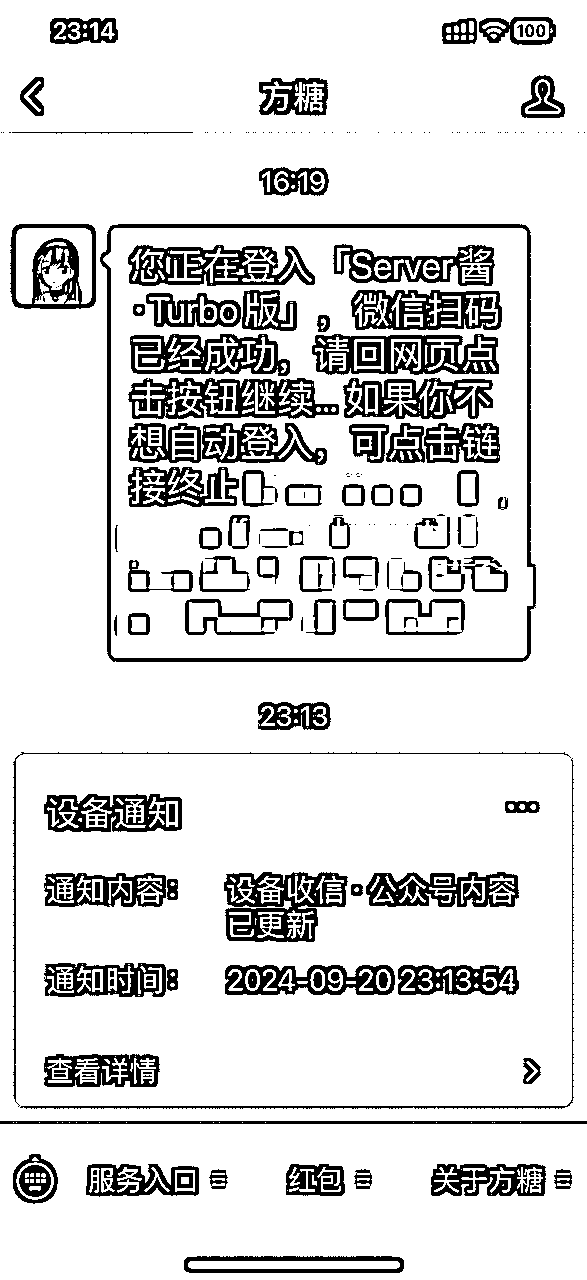 23:14
100
方糖
16:19
您正在登入「Server酱
·Turbo版」，微信扫码
已经成功，请回网页点
击按钮继续... 如果你不
想自动登入，可点击链
接终止
23:13
设备通知
通知内容： 设备收信·公众号内容
已更新
通知时间： 2024-09-20 23:13:54
查看详情
服务入口 红包 关于方糖